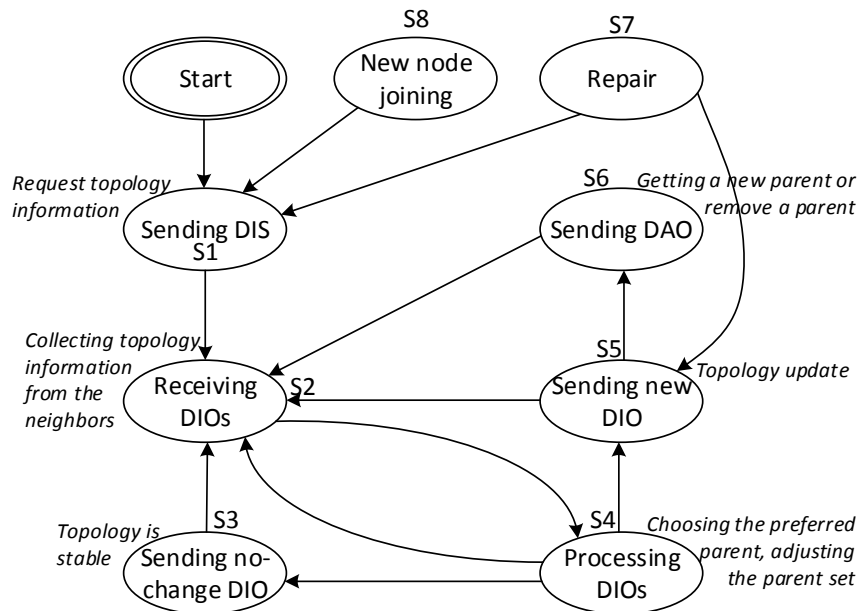 S8
S7
Start
New node
joining
Repair
Request topology
information
S6
Getting a new parent or
remove a parent
Sending DIS
S1
Sending DAO
Collecting topology
information
from the
neighbors
Receiving
DIOs
S2
S5
Sending new
DIO
Topology update
Topology is
stable
S3
Sending no-
change DIO
S4
Processing
DIOs
Choosing the preferred
parent, adjusting
the parent set